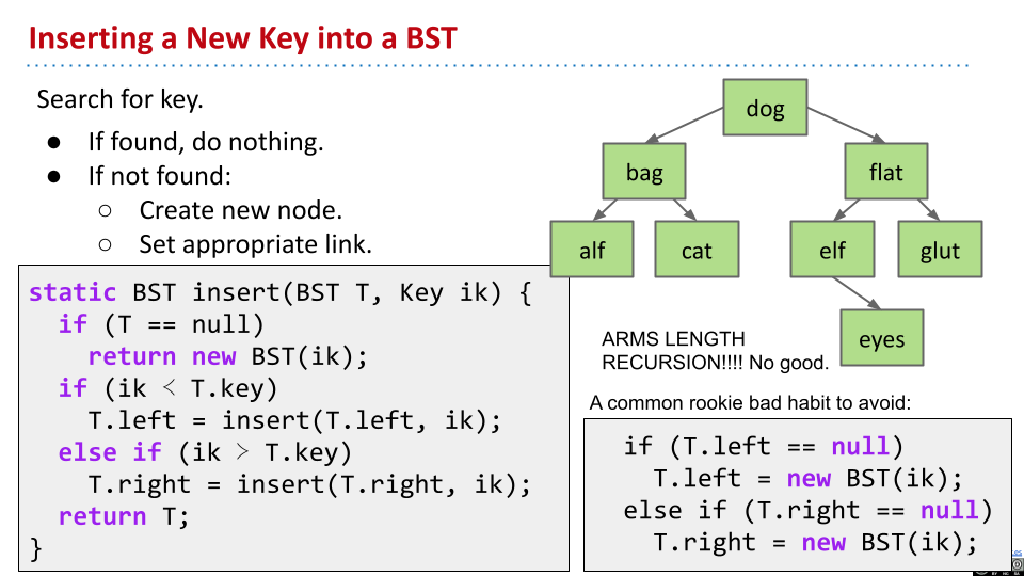 Inserting a New Key into a BST
Search for key.
● If found, do nothing.
● If not found:
○ Create new node.
○ Set appropriate link.
static BST insert(BST T, Key ik) {
if (T == null)
return new BST(ik);
if (ik < T.key)
T.left = insert(T.left, ik);
else if (ik > T.key)
T.right = insert(T.right, ik);
return T;
}
dog
bag
flat
alf
cat
elf
glut
eyes
ARMS LENGTH
RECURSION!!!! No good.
A common rookie bad habit to avoid:
if (T.left == null)
T.left = new BST(ik);
else if (T.right == null)
T.right = new BST(ik);